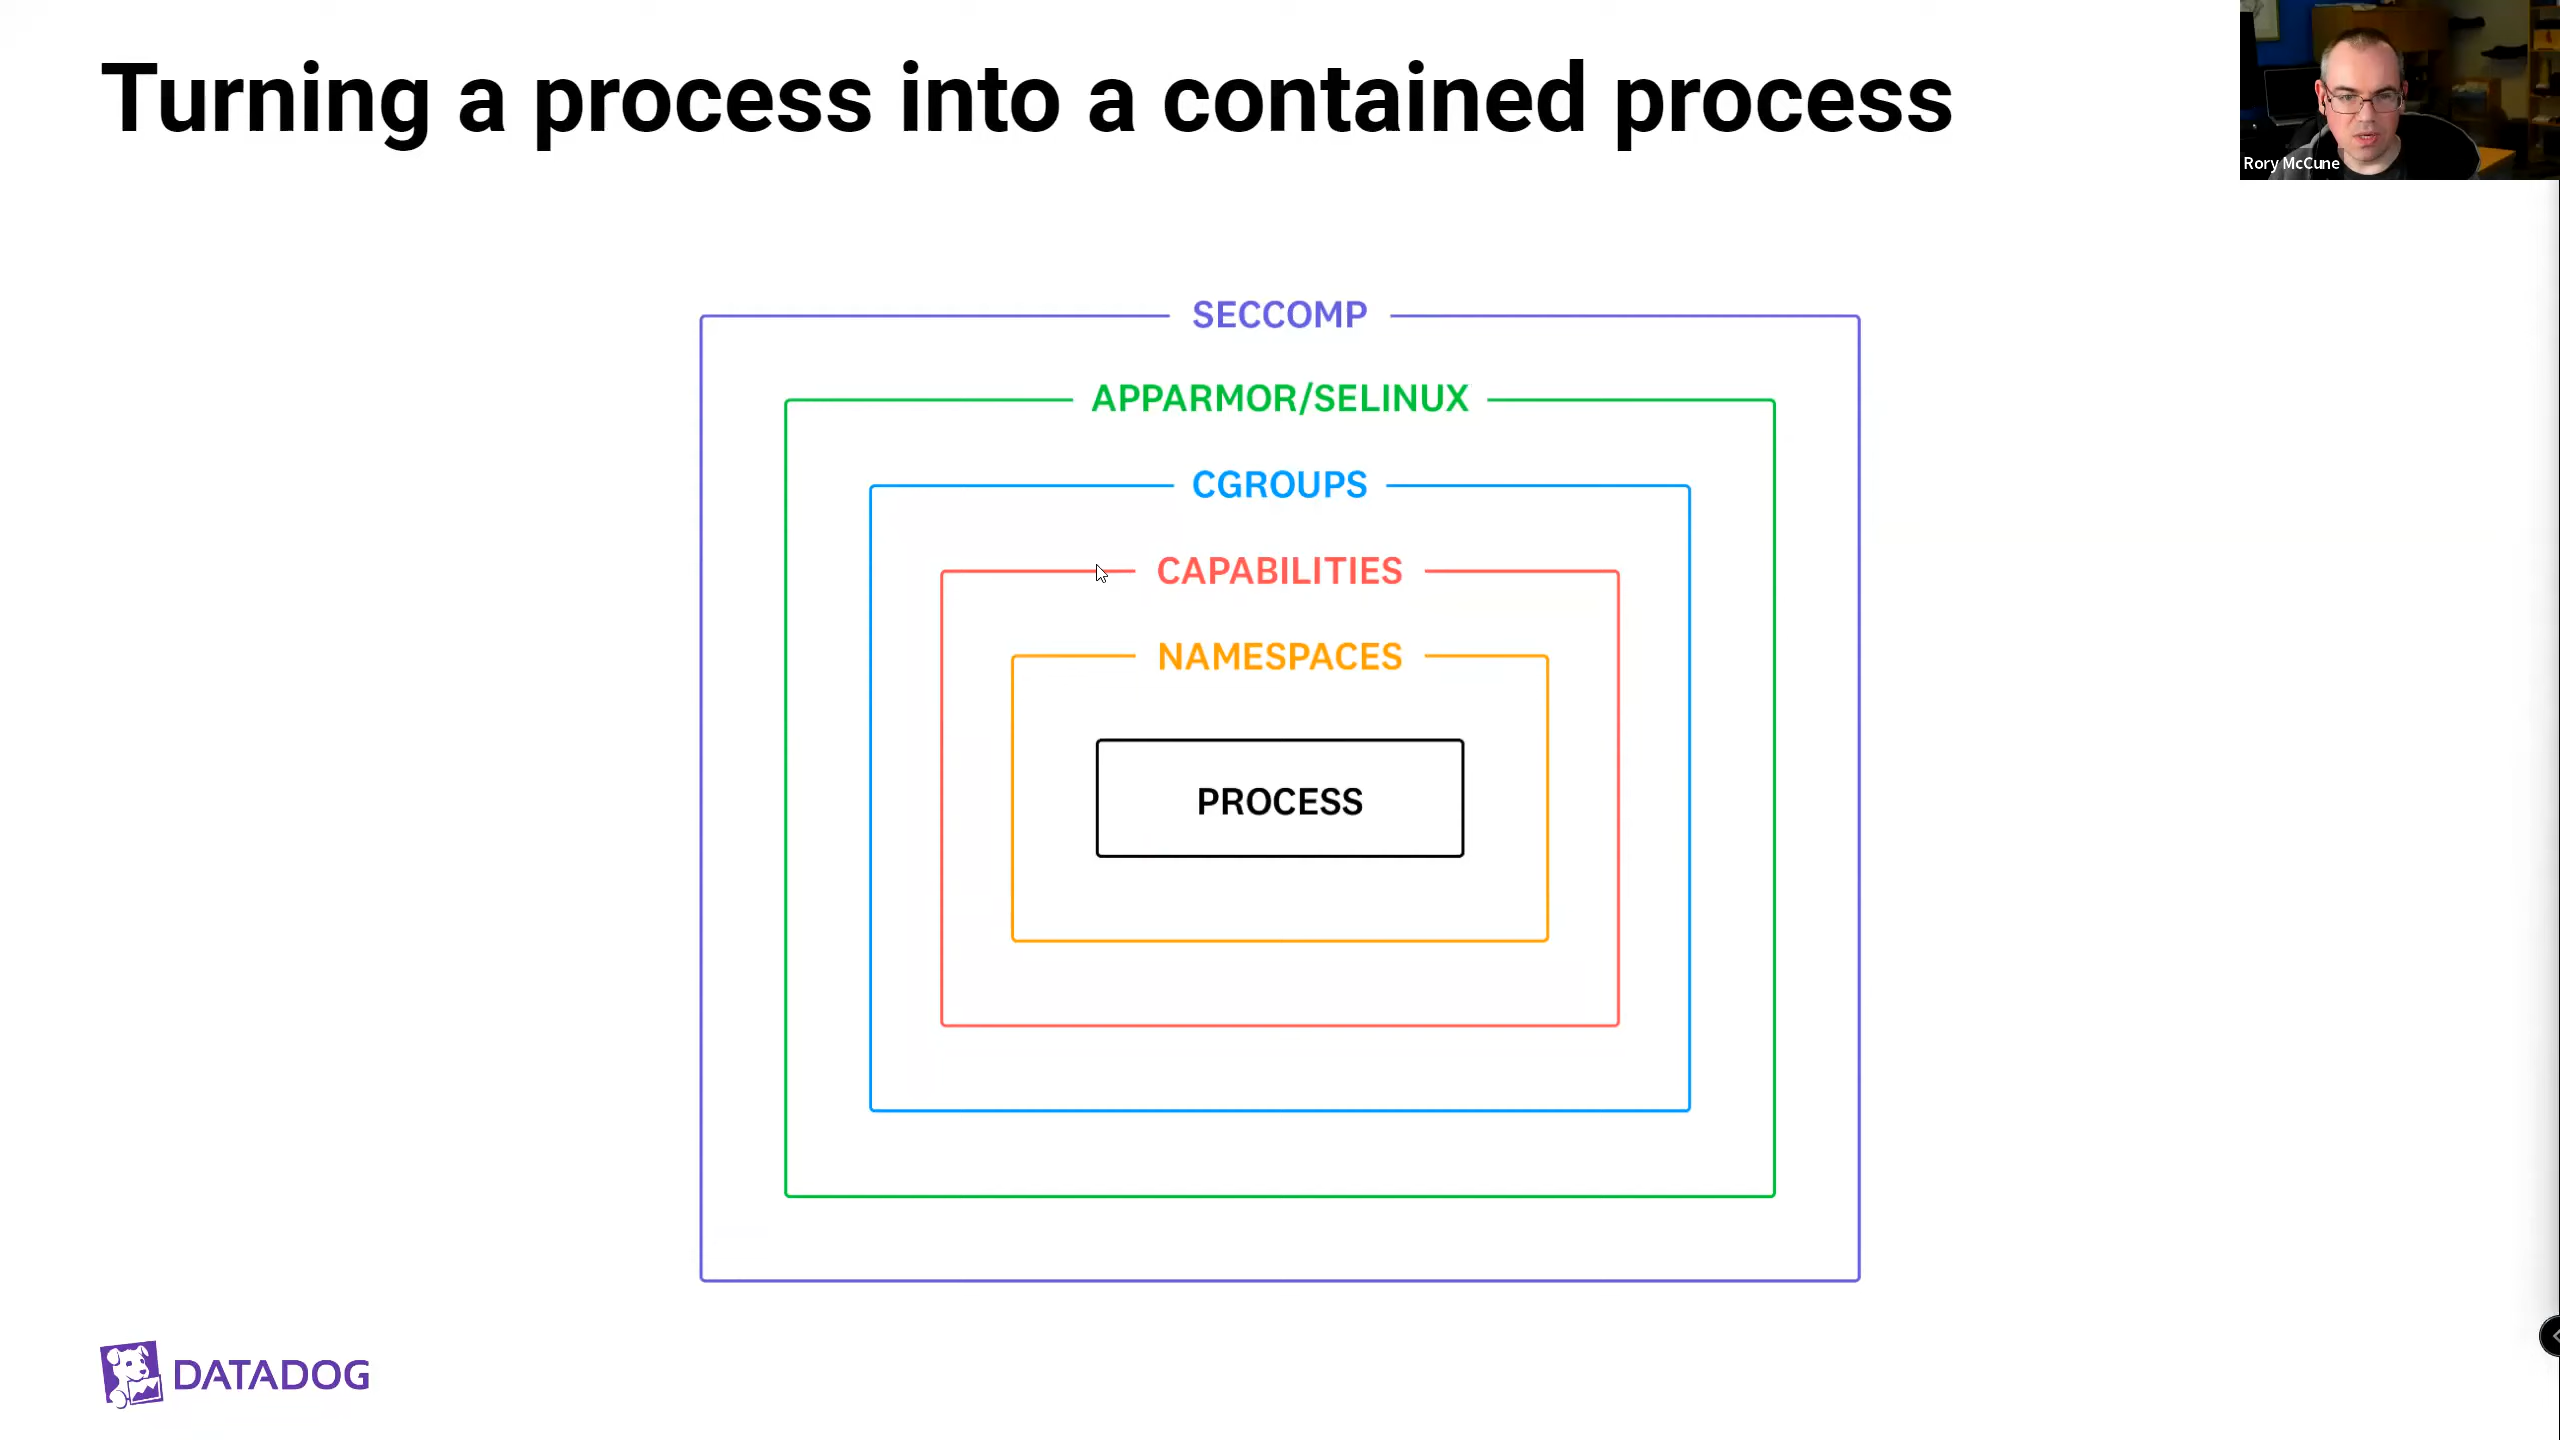 Turning a process into a contained process
Rory McCune
SECCOMP
APPARMOR/SELINUX
CGROUPS
CAPABILITIES
NAMESPACES
PROCESS
DATADOG